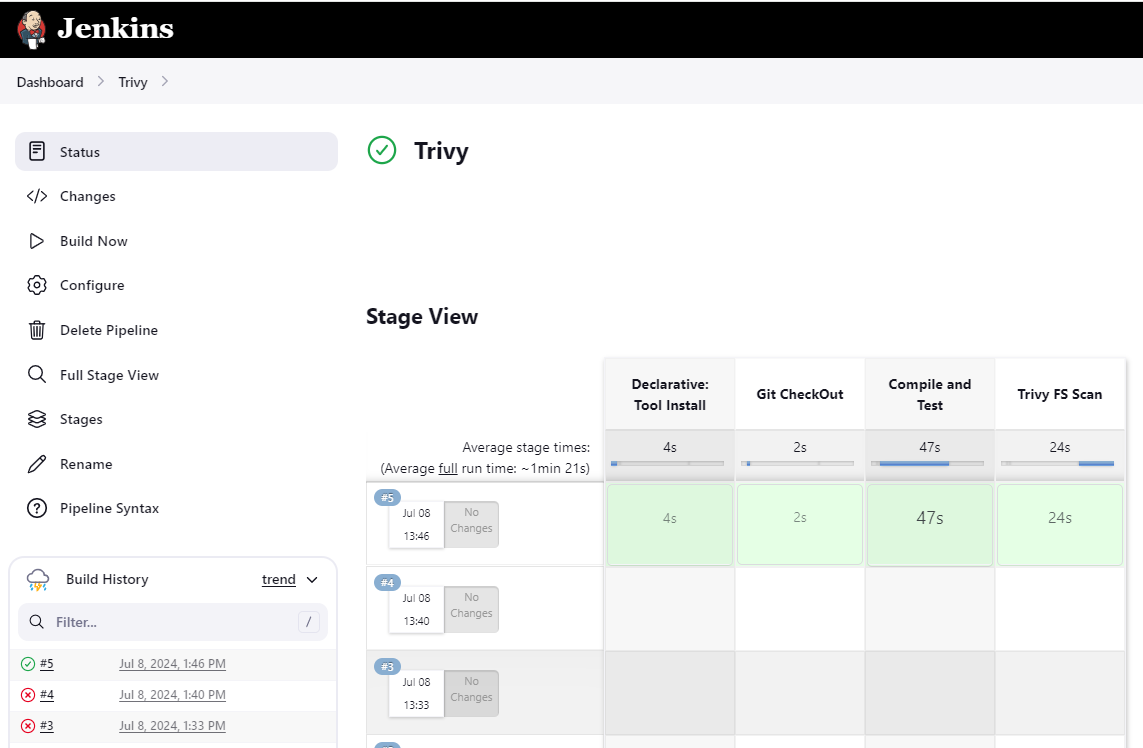 Jenkins
Dashboard
Trivy
Status
Changes
Build Now
Configure
Delete Pipeline
Full Stage View
Stages
Rename
Pipeline Syntax
Build History
trend
Filter...
/
#5
Jul 8, 2024, 1:46 PM
#4
Jul 8, 2024, 1:40 PM
#3
Jul 8, 2024, 1:33 PM
Trivy
Stage View
Declarative:
Tool Install
Git CheckOut
Compile and
Test
Trivy FS Scan
Average stage times:
(Average full run time: ~1min 21s)
4s
2s
47s
24s
#5
Jul 08
13:46
No
Changes
4s
2s
47s
24s
#4
Jul 08
13:40
No
Changes
#3
Jul 08
13:33
No
Changes